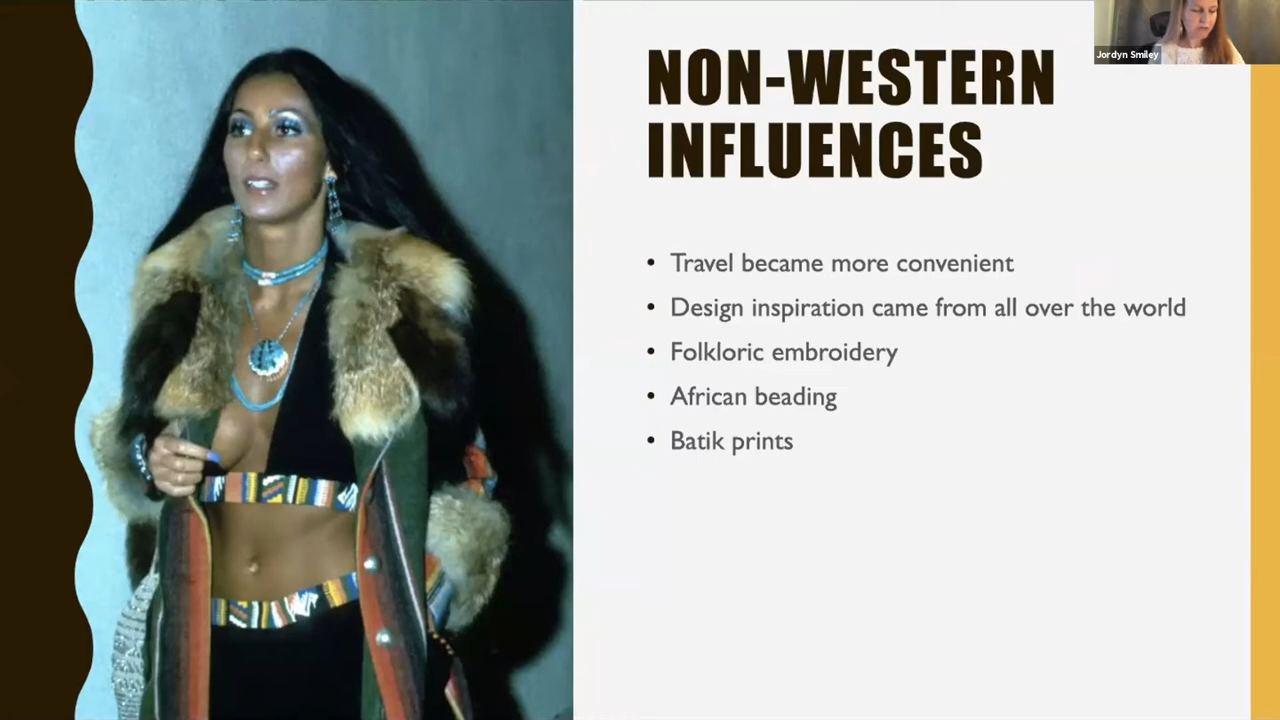 NON-WESTERN
INFLUENCES
Jordyn Smiley
• Travel became more convenient
• Design inspiration came from all over the world
• Folkloric embroidery
• African beading
• Batik prints